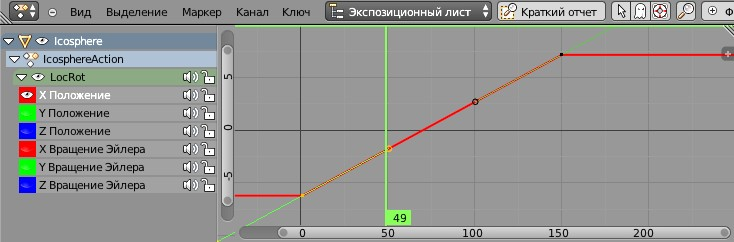 Вид Выделение Маркер Канал Ключ Экспозиционный лист Краткий отчет Ф
Icosphere
IcosphereAction
LocRot
X Положение
Y Положение
Z Положение
X Вращение Эйлера
Y Вращение Эйлера
Z Вращение Эйлера
5
0
-5
49
0 50 100 150 200